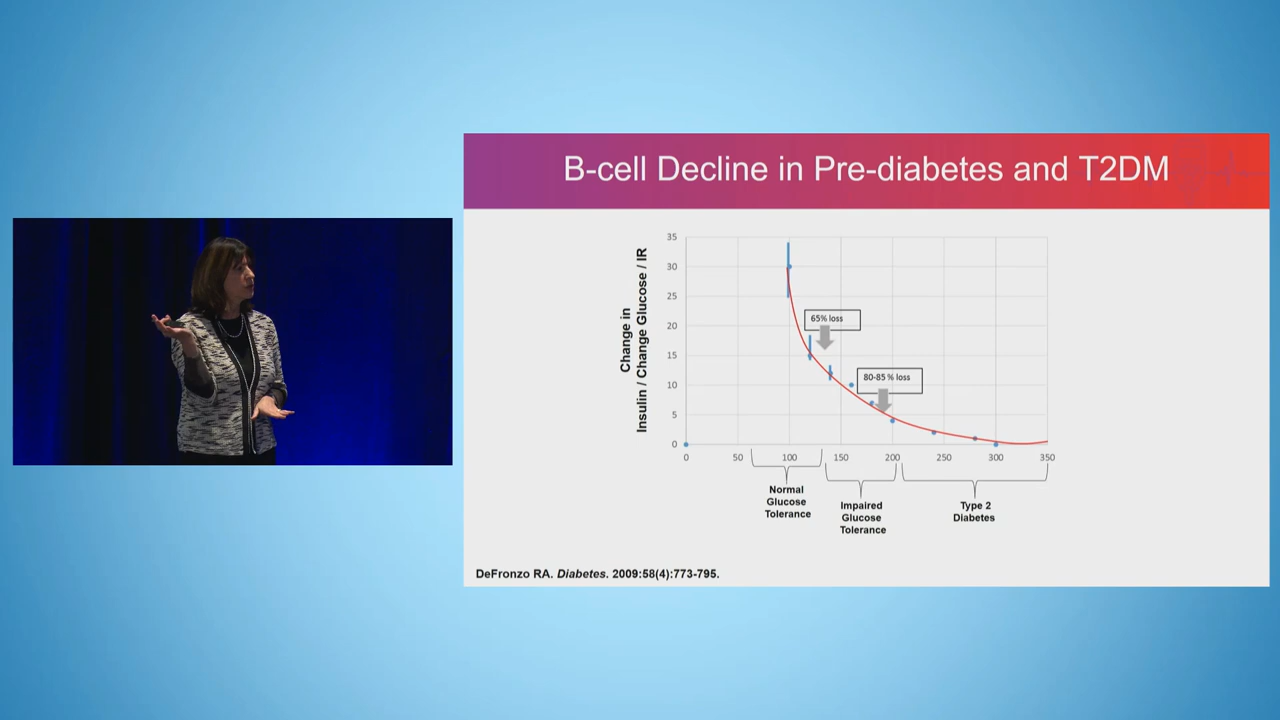 B-cell Decline in Pre-diabetes and T2DM
Change in
Insulin / Change Glucose / IR
35
30
25
20
15
10
5
0
65% loss
80-85 % loss
0 50 100 150 200 250 300 350
Normal
Glucose
Tolerance
Impaired
Glucose
Tolerance
Type 2
Diabetes
DeFronzo RA. Diabetes. 2009:58(4):773-795.